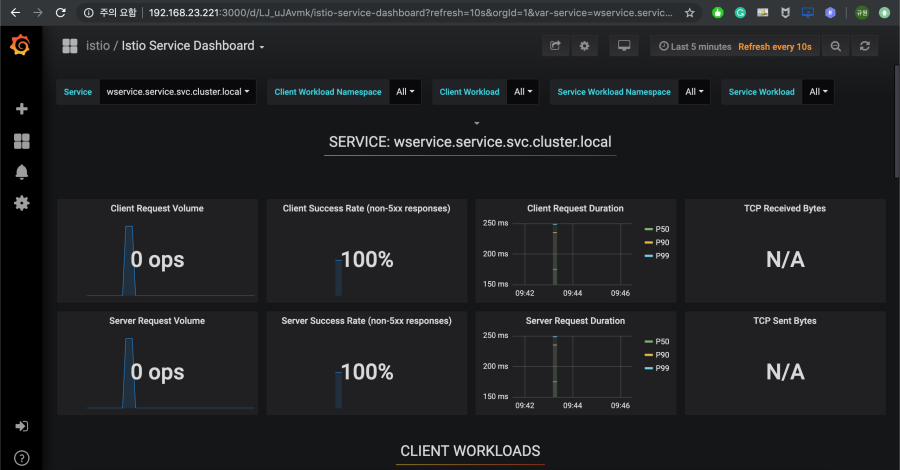 주의 요함 192.168.23.221:3000/d/LJ_uJAvmk/istio-service-dashboard?refresh=10s&orgId=1&var-service=wservice.servic...
istio / Istio Service Dashboard
Last 5 minutes Refresh every 10s
Service wservice.service.svc.cluster.local Client Workload Namespace All Client Workload All Service Workload Namespace All Service Workload All
SERVICE: wservice.service.svc.cluster.local
Client Request Volume
0 ops
Client Success Rate (non-5xx responses)
100%
Client Request Duration
250 ms
200 ms
150 ms
09:42 09:44 09:46
P50
P90
P99
TCP Received Bytes
N/A
Server Request Volume
0 ops
Server Success Rate (non-5xx responses)
100%
Server Request Duration
250 ms
200 ms
150 ms
09:42 09:44 09:46
P50
P90
P99
TCP Sent Bytes
N/A
CLIENT WORKLOADS